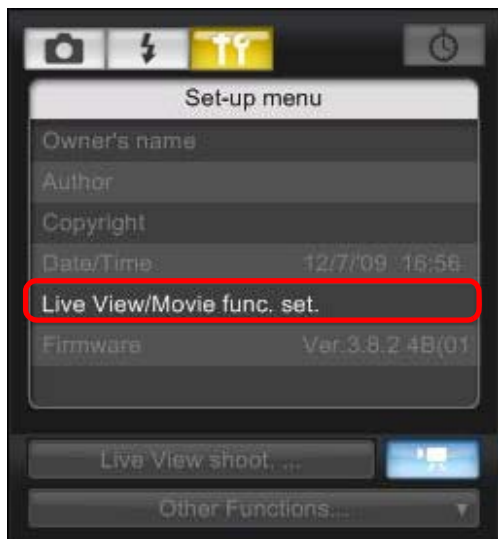 Set-up menu
Owner's name
Author
Copyright
Date/Time 12/7/'09 16:56
Live View/Movie func. set.
Firmware Ver.3.8.2 4B(01
Live View shoot. ...
Other Functions...